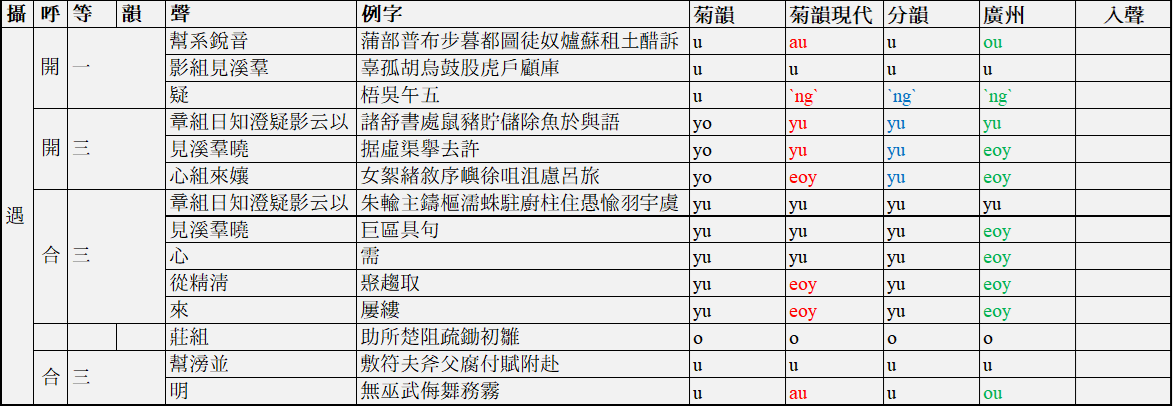 攝 呼 等 韻 聲 例字 菊韻 菊韻現代 分韻 廣州 入聲
遇 開 一 幫系銳音 蒲部普布步暮都圖徒奴爐蘇租土醋訴 u au u ou
影組見溪羣 辜孤胡烏鼓股虎戶顧庫 u u u u
疑 梧吳午五 u `ng` `ng` `ng`
開 三 章組日知澄疑影云以 諸舒書處鼠豬貯儲除魚於與語 yo yu yu yu
見溪羣曉 据虛渠擧去許 yo yu yu eoy
心組來孃 女絮緒敘序嶼徐咀沮慮呂旅 yo eoy yu eoy
合 三 章組日知澄疑影云以 朱輸主鑄樞濡蛛駐廚柱住愚愉羽宇虞 yu yu yu yu
見溪羣曉 巨區具句 yu yu yu eoy
心 需 yu yu yu eoy
從精淸 聚趨取 yu eoy yu eoy
來 屢縷 yu eoy yu eoy
莊組 助所楚阻疏鋤初雛 o o o o
合 三 幫滂並 敷符夫斧父腐付賦附赴 u u u u
明 無巫武侮舞務霧 u au u ou